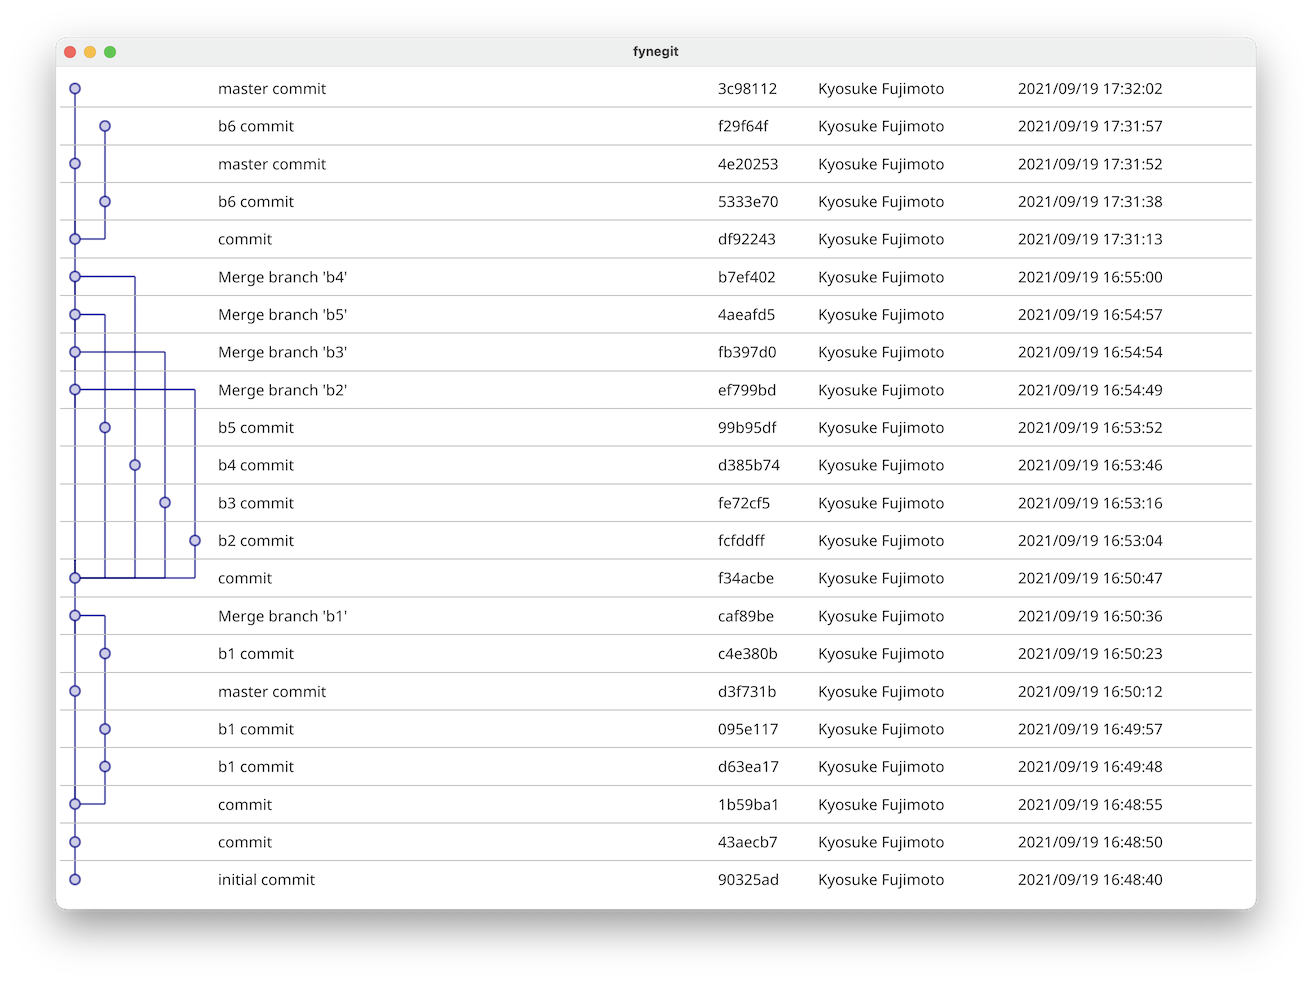 fynegit
master commit 3c98112 Kyosuke Fujimoto 2021/09/19 17:32:02
b6 commit f29f64f Kyosuke Fujimoto 2021/09/19 17:31:57
master commit 4e20253 Kyosuke Fujimoto 2021/09/19 17:31:52
b6 commit 5333e70 Kyosuke Fujimoto 2021/09/19 17:31:38
commit df92243 Kyosuke Fujimoto 2021/09/19 17:31:13
Merge branch 'b4' b7ef402 Kyosuke Fujimoto 2021/09/19 16:55:00
Merge branch 'b5' 4aeafd5 Kyosuke Fujimoto 2021/09/19 16:54:57
Merge branch 'b3' fb397d0 Kyosuke Fujimoto 2021/09/19 16:54:54
Merge branch 'b2' ef799bd Kyosuke Fujimoto 2021/09/19 16:54:49
b5 commit 99b95df Kyosuke Fujimoto 2021/09/19 16:53:52
b4 commit d385b74 Kyosuke Fujimoto 2021/09/19 16:53:46
b3 commit fe72cf5 Kyosuke Fujimoto 2021/09/19 16:53:16
b2 commit fcfddff Kyosuke Fujimoto 2021/09/19 16:53:04
commit f34acbe Kyosuke Fujimoto 2021/09/19 16:50:47
Merge branch 'b1' caf89be Kyosuke Fujimoto 2021/09/19 16:50:36
b1 commit c4e380b Kyosuke Fujimoto 2021/09/19 16:50:23
master commit d3f731b Kyosuke Fujimoto 2021/09/19 16:50:12
b1 commit 095e117 Kyosuke Fujimoto 2021/09/19 16:49:57
b1 commit d63ea17 Kyosuke Fujimoto 2021/09/19 16:49:48
commit 1b59ba1 Kyosuke Fujimoto 2021/09/19 16:48:55
commit 43aecb7 Kyosuke Fujimoto 2021/09/19 16:48:50
initial commit 90325ad Kyosuke Fujimoto 2021/09/19 16:48:40